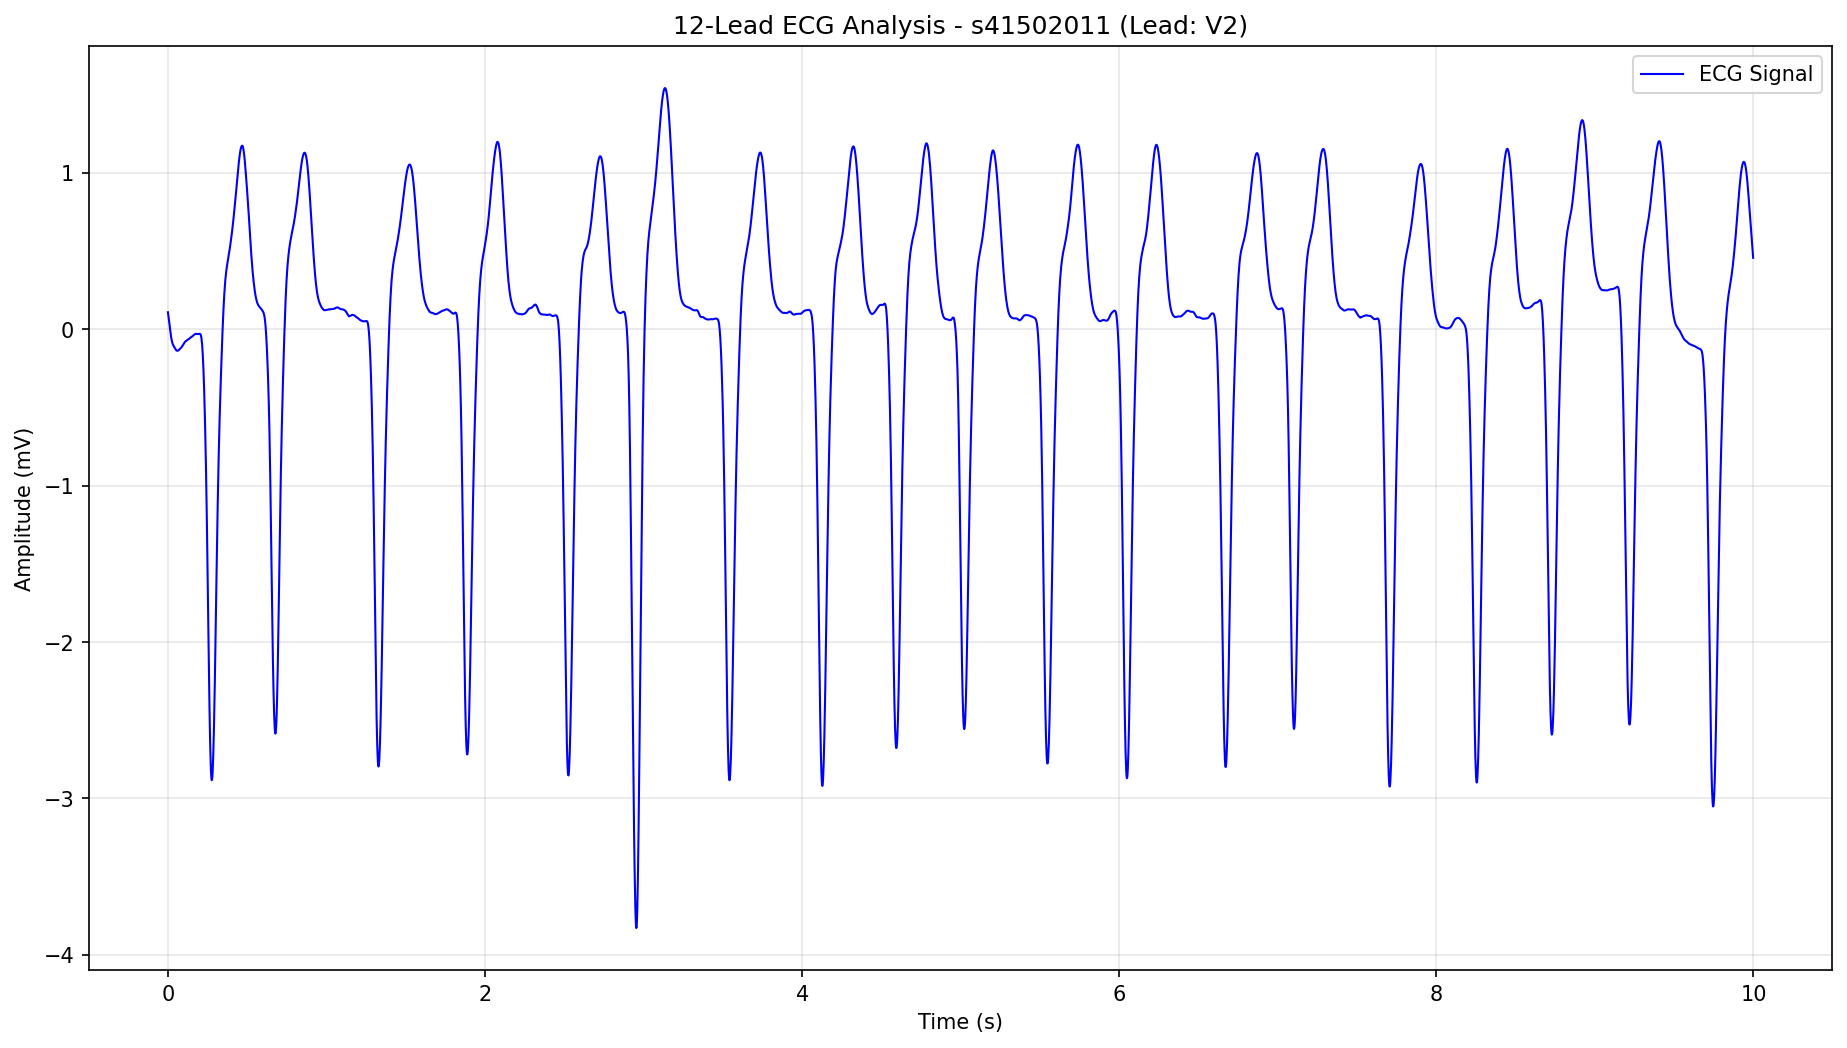 12-Lead ECG Analysis - s41502011 (Lead: V2)
ECG Signal
1
0
−1
−2
−3
−4
Amplitude (mV)
0 2 4 6 8 10
Time (s)